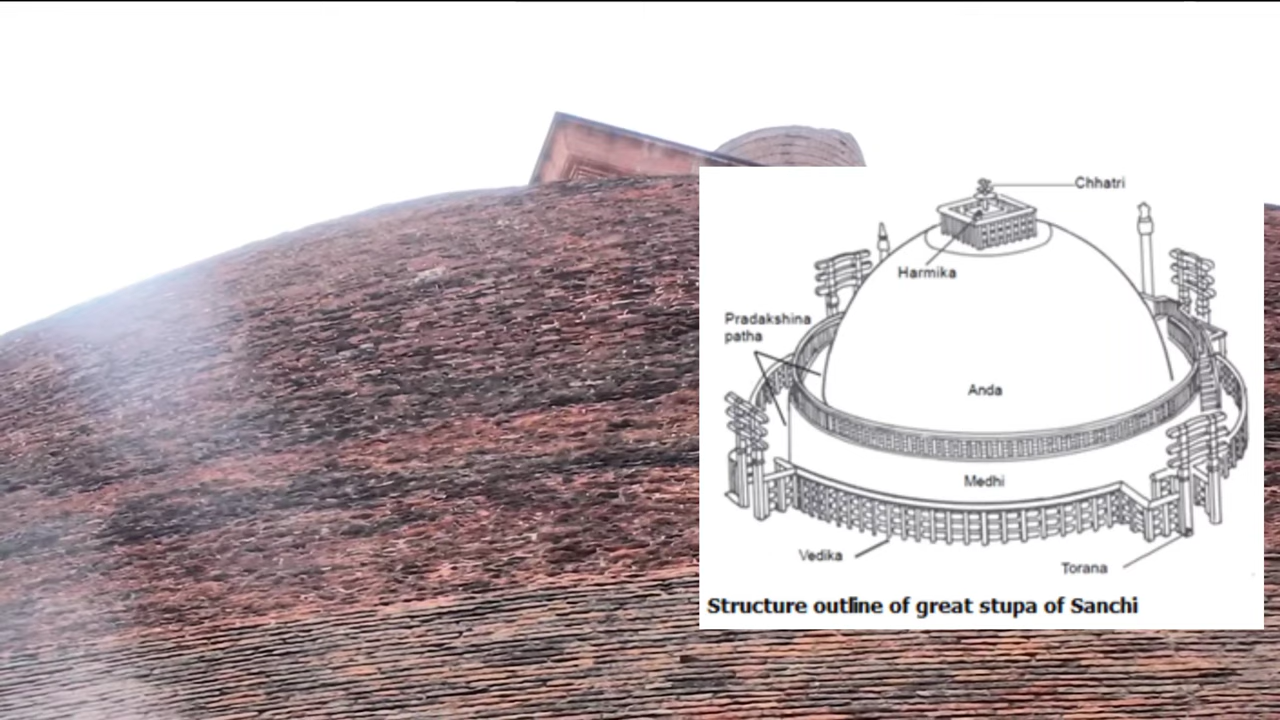 Chhatri
Harmika
Pradakshina
patha
Anda
Medhi
Vedika
Torana
Structure outline of great stupa of Sanchi